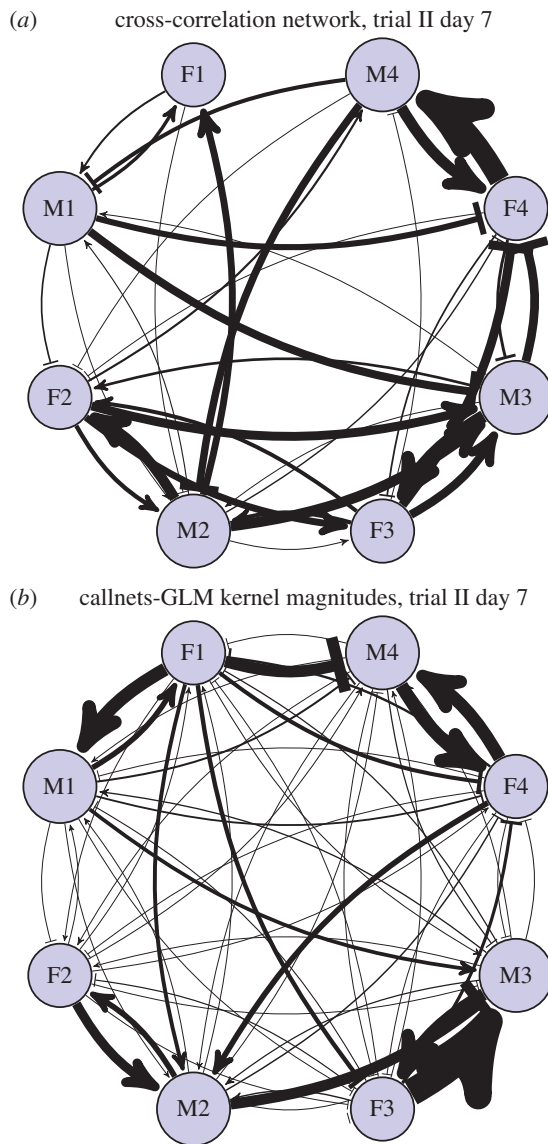 (a) cross-correlation network, trial II day 7
F1 M4
M1 F4
F2 M3
M2 F3
(b) callnets-GLM kernel magnitudes, trial II day 7
F1 M4
M1 F4
F2 M3
M2 F3